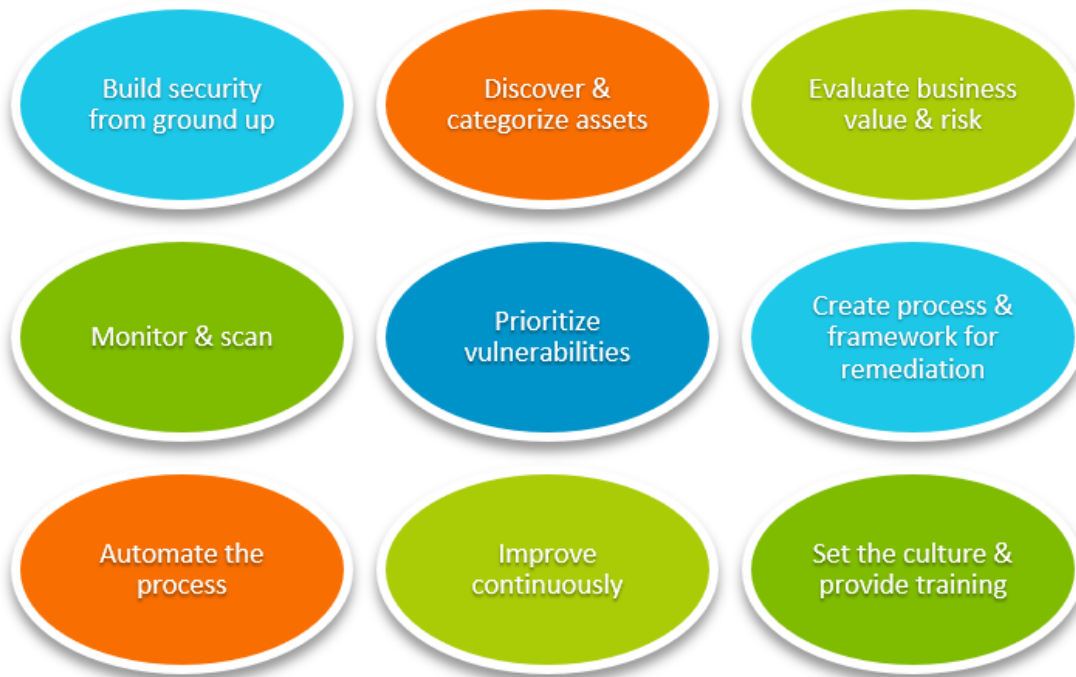 Build security
from ground up
Discover &
categorize assets
Evaluate business
value & risk
Monitor & scan
Prioritize
vulnerabilities
Create process &
framework for
remediation
Automate the
process
Improve
continuously
Set the culture &
provide training